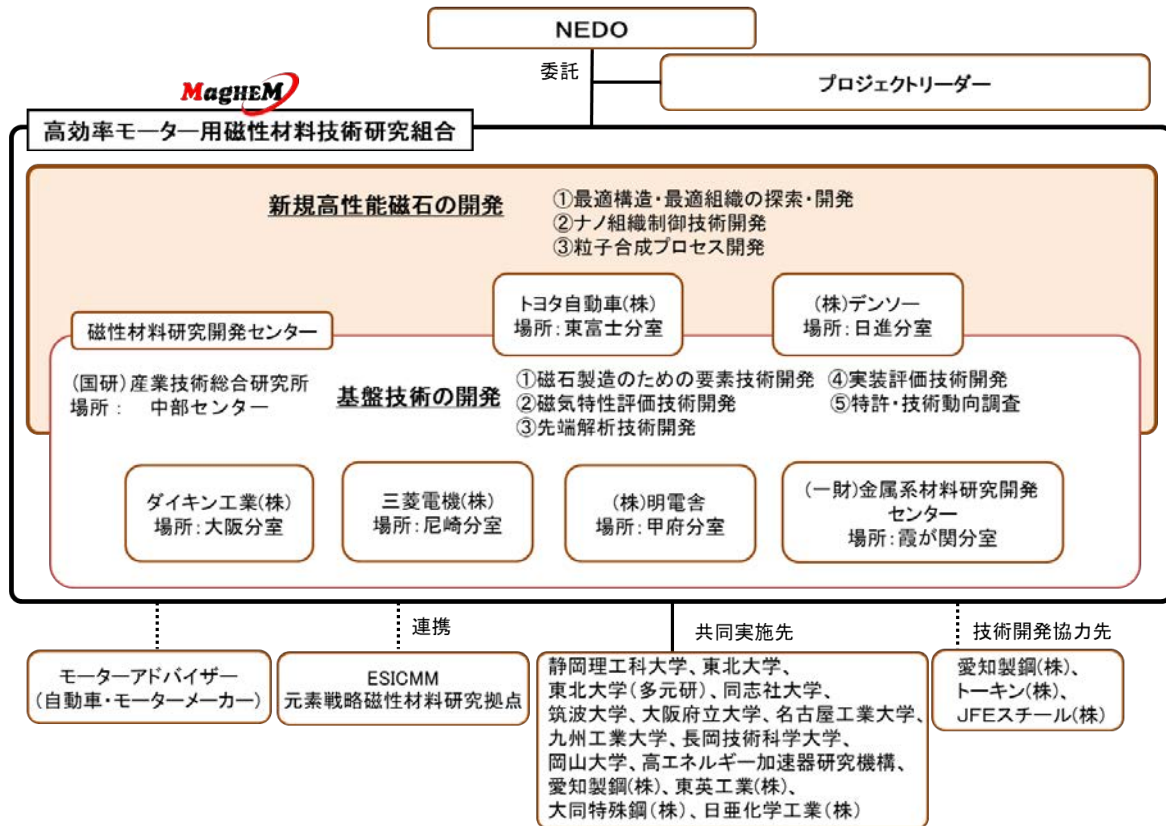 NEDO
委託
プロジェクトリーダー
MagHEM
高効率モーター用磁性材料技術研究組合
新規高性能磁石の開発
①最適構造・最適組織の探索・開発
②ナノ組織制御技術開発
③粒子合成プロセス開発
トヨタ自動車(株)
場所：東富士分室
(株)デンソー
場所：日進分室
磁性材料研究開発センター
(国研)産業技術総合研究所
場所： 中部センター
基盤技術の開発
①磁石製造のための要素技術開発
②磁気特性評価技術開発
③先端解析技術開発
④実装評価技術開発
⑤特許・技術動向調査
ダイキン工業(株)
場所：大阪分室
三菱電機(株)
場所：尼崎分室
(株)明電舎
場所：甲府分室
(一財)金属系材料研究開発
センター
場所：霞が関分室
連携
共同実施先
技術開発協力先
モーターアドバイザー
(自動車・モーターメーカー)
ESICMM
元素戦略磁性材料研究拠点
静岡理工科大学、東北大学、
東北大学(多元研)、同志社大学、
筑波大学、大阪府立大学、名古屋工業大学、
九州工業大学、長岡技術科学大学、
岡山大学、高エネルギー加速器研究機構、
愛知製鋼(株)、東英工業(株)、
大同特殊鋼(株)、日亜化学工業(株)
愛知製鋼(株)、
トーキン(株)、
JFEスチール(株)